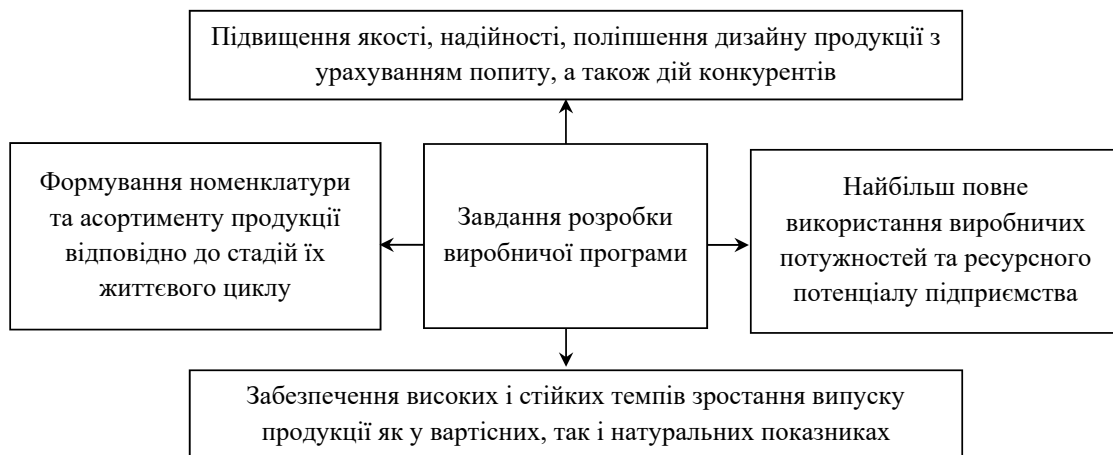 Підвищення якості, надійності, поліпшення дизайну продукції з
урахуванням попиту, а також дій конкурентів
Формування номенклатури
та асортименту продукції
відповідно до стадій їх
життєвого циклу
Завдання розробки
виробничої програми
Найбільш повне
використання виробничих
потужностей та ресурсного
потенціалу підприємства
Забезпечення високих і стійких темпів зростання випуску
продукції як у вартісних, так і натуральних показниках